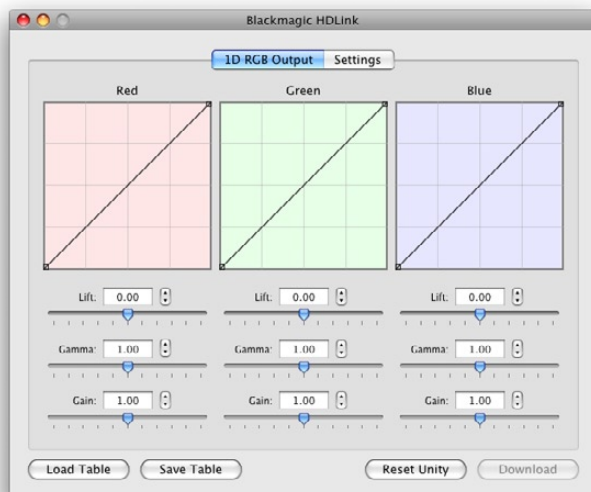 Blackmagic HDLink
1D RGB Output Settings
Red Green Blue
Lift: 0.00 Lift: 0.00 Lift: 0.00
Gamma: 1.00 Gamma: 1.00 Gamma: 1.00
Gain: 1.00 Gain: 1.00 Gain: 1.00
Load Table Save Table Reset Unity Download